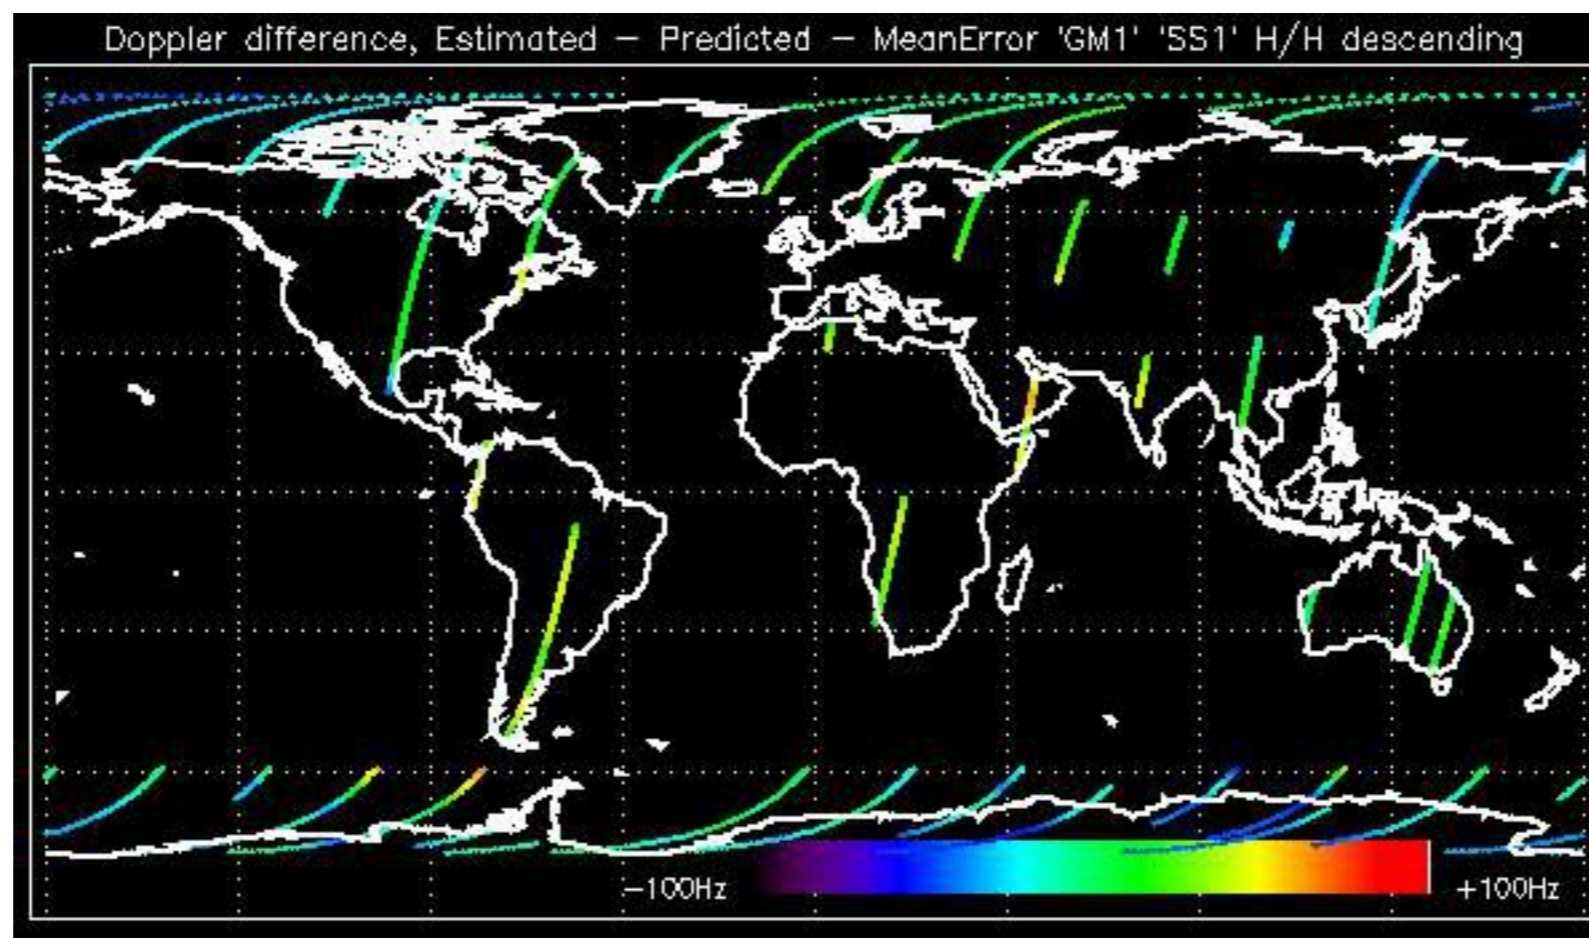 Doppler difference, Estimated – Predicted – MeanError 'GM1' 'SS1' H/H descending
–100Hz +100Hz